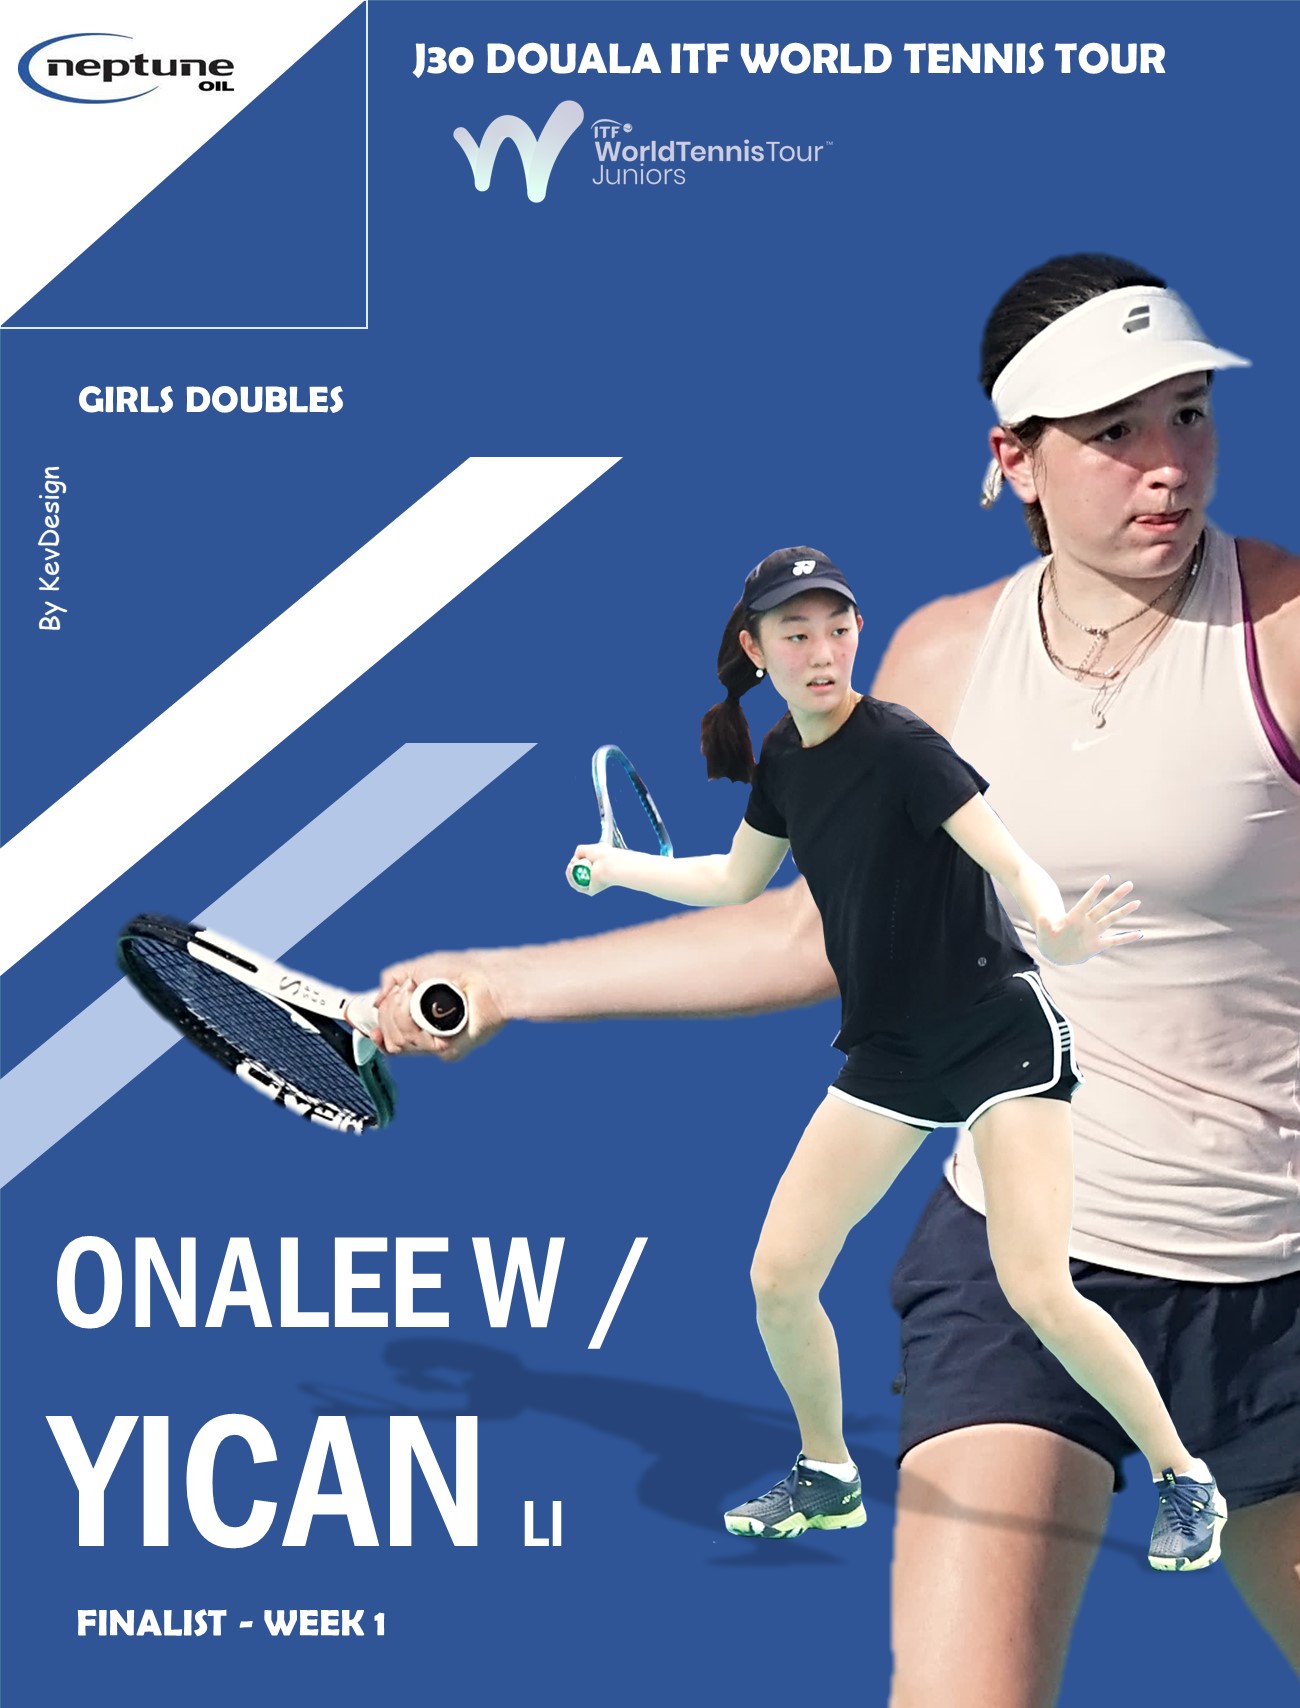 neptune
OIL
J30 DOUALA ITF WORLD TENNIS TOUR
ITF
WorldTennisTour™
Juniors
GIRLS DOUBLES
By KevDesign
ONALEE W /
YICAN LI
FINALIST - WEEK 1